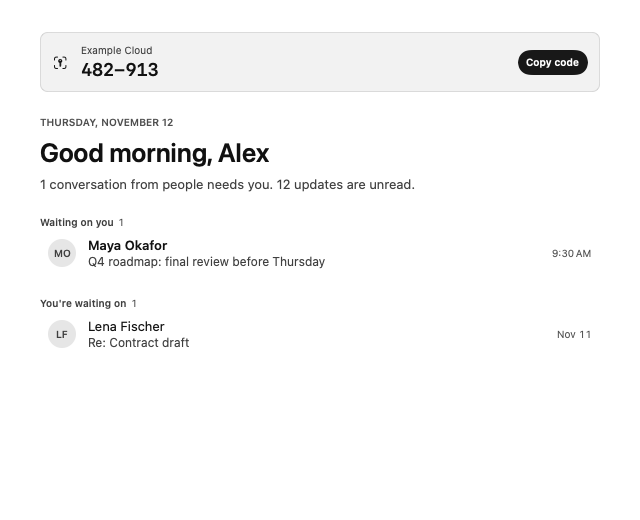 Example Cloud
482–913
Copy code
THURSDAY, NOVEMBER 12
Good morning, Alex
1 conversation from people needs you. 12 updates are unread.
Waiting on you 1
MO
Maya Okafor
9:30 AM
Q4 roadmap: final review before Thursday
You're waiting on 1
LF
Lena Fischer
Nov 11
Re: Contract draft